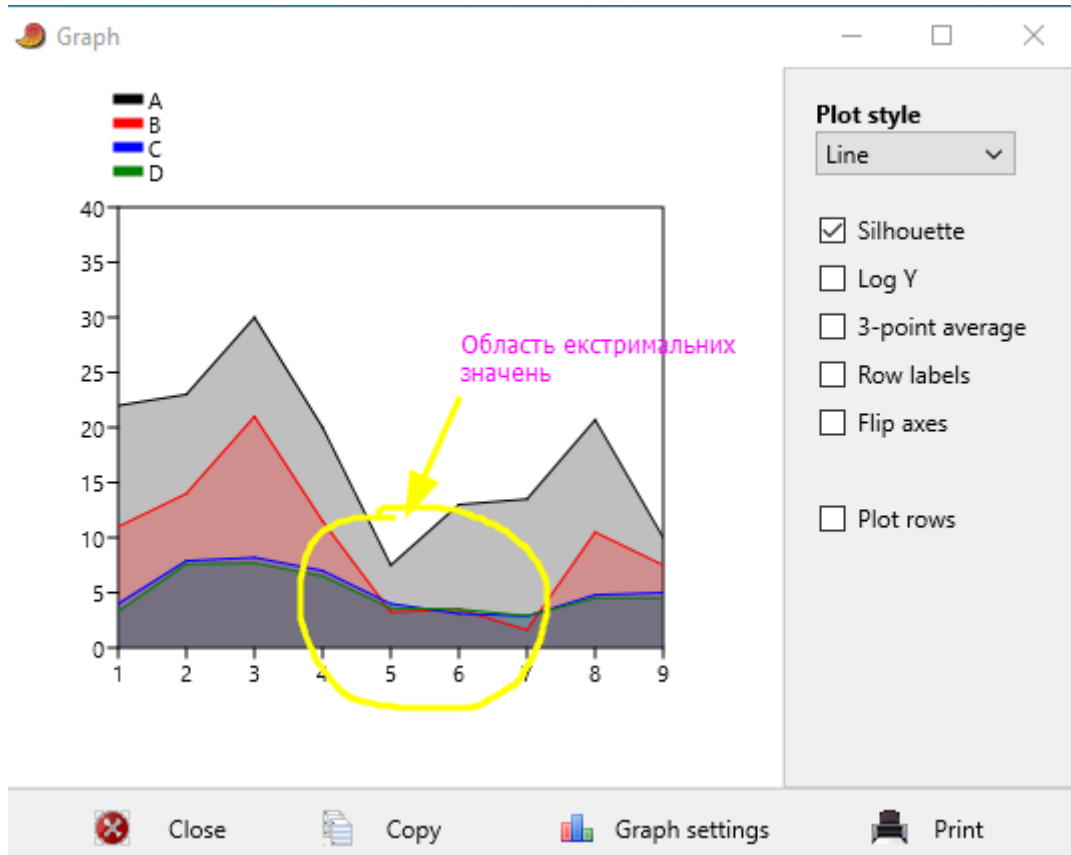 Graph
A
B
C
D
40
35
30
25
20
15
10
5
0
1 2 3 4 5 6 7 8 9
Область екстримальних
значень
Plot style
Line
Silhouette
Log Y
3-point average
Row labels
Flip axes
Plot rows
Close Copy Graph settings Print